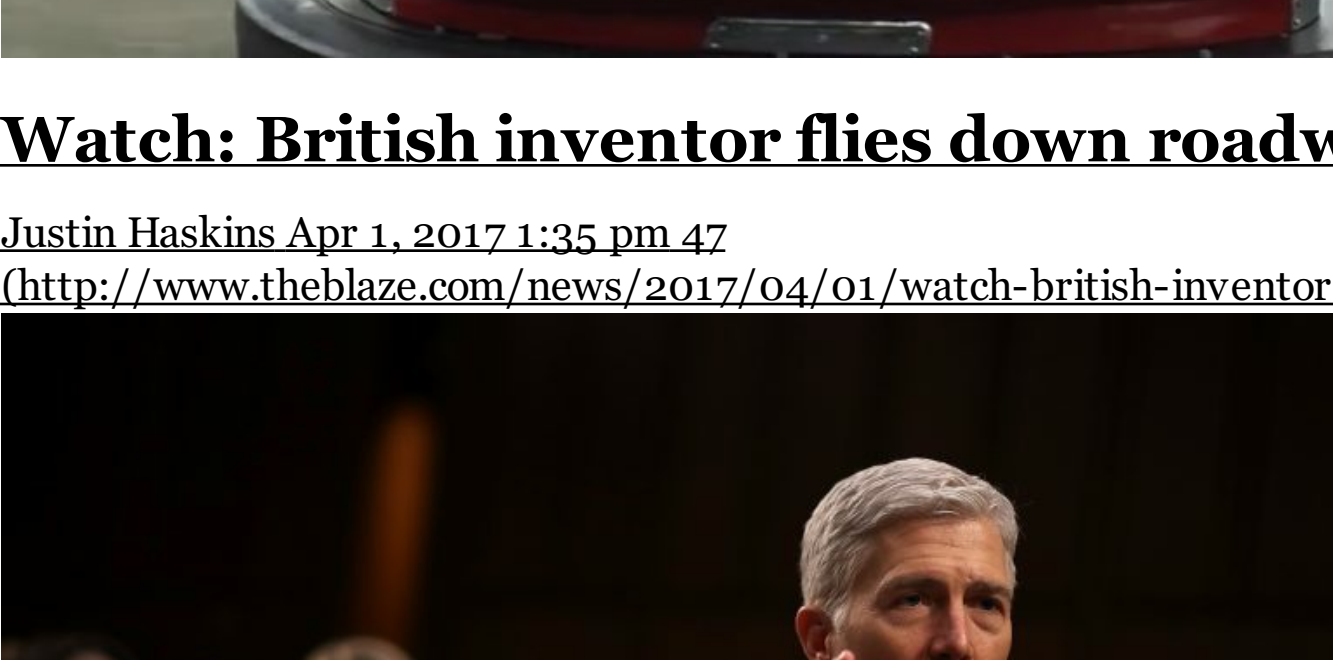 Watch: British inventor flies down
Justin Haskins Apr 1, 2017 1:35 pm 47
(http://www.theblaze.com/news/2017/04/01/watch-british-inventor